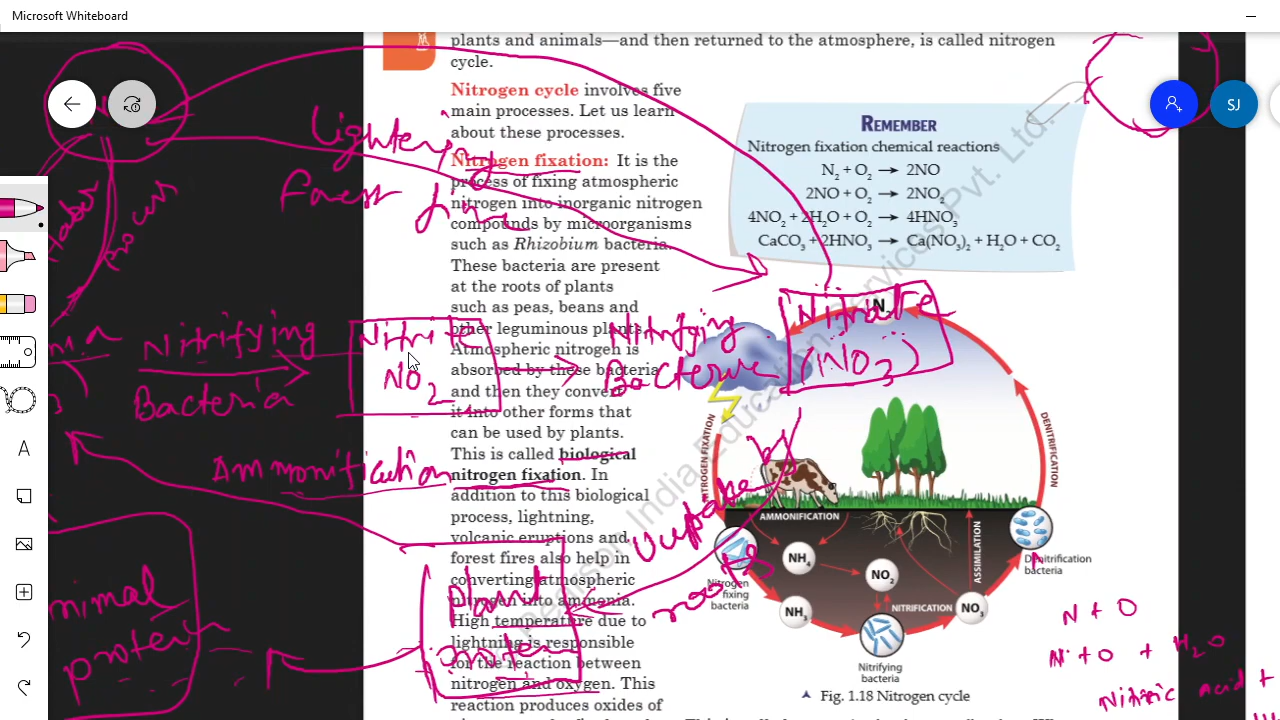 Microsoft Whiteboard
plants and animals—and then returned to the atmosphere, is called nitrogen
cycle.
Nitrogen cycle involves five
main processes. Let us learn
about these processes.
Nitrogen fixation: It is the
process of fixing atmospheric
nitrogen into inorganic nitrogen
compounds by microorganisms
such as Rhizobium bacteria.
These bacteria are present
at the roots of plants
such as peas, beans and
other leguminous plants.
Atmospheric nitrogen is
absorbed by these bacteria
and then they convert
it into other forms that
can be used by plants.
This is called biological
nitrogen fixation. In
addition to this biological
process, lightning,
volcanic eruptions and
forest fires also help in
converting atmospheric
nitrogen into ammonia.
High temperature due to
lightning is responsible
for the reaction between
nitrogen and oxygen. This
reaction produces oxides of
REMEMBER
Nitrogen fixation chemical reactions
N2 + O2 → 2NO
2NO + O2 → 2NO2
4NO2 + 2H2O + O2 → 4HNO3
CaCO3 + 2HNO3 → Ca(NO3)2 + H2O + CO2
SJ
forest fire
Haber
Nitrifying
Bacteria
Nitrite
NO2
Nitrifying
Nitrate
(NO3)
Ammonification
uptake by
roots
Plant
protein
nimal
protein
N2
NITROGEN FIXATION
DENITRIFICATION
AMMONIFICATION
ASSIMILATION
NITRIFICATION
NH4
NO2
NH3
NO3
Nitrogen
fixing
bacteria
Denitrification
bacteria
Nitrifying
bacteria
Fig. 1.18 Nitrogen cycle
N + O
N + O + H2O
Nitric acid +
India Education Services Pvt. Ltd.
A